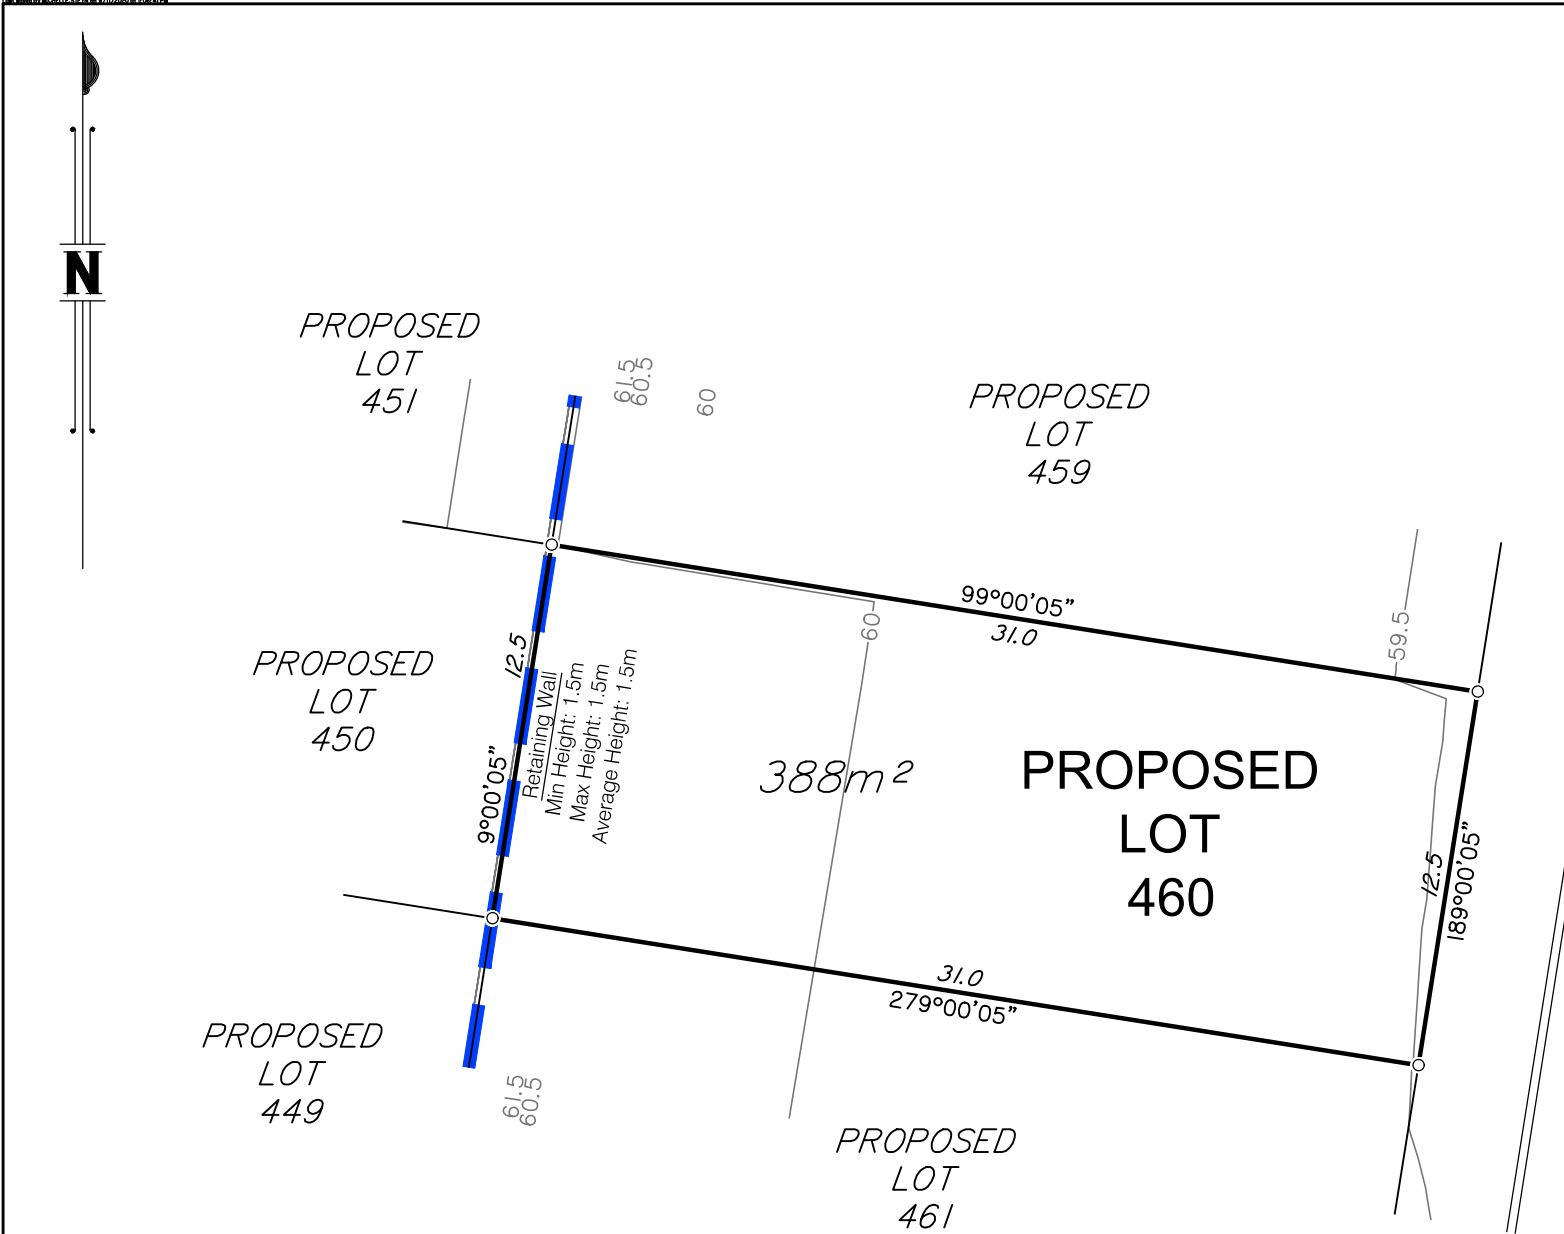 N
PROPOSED
LOT
451
61.5
60.5
60
PROPOSED
LOT
459
99°00'05"
31.0
60
59.5
PROPOSED
LOT
450
12.5
9°00'05"
Retaining Wall
Min Height: 1.5m
Max Height: 1.5m
Average Height: 1.5m
388m²
PROPOSED
LOT
460
12.5
189°00'05"
31.0
279°00'05"
PROPOSED
LOT
449
61.5
60.5
PROPOSED
LOT
461